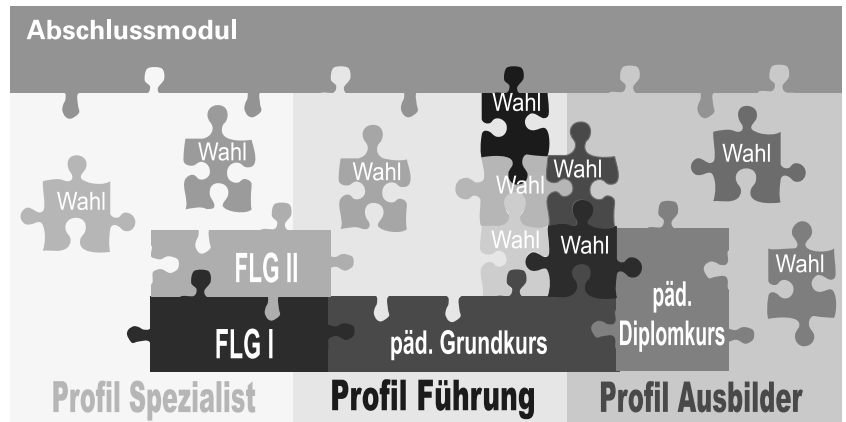 Abschlussmodul
Wahl
Wahl
Wahl
Wahl
Wahl
Wahl
Wahl
Wahl
Wahl
Wahl
FLG II
FLG I
päd. Grundkurs
päd.
Diplomkurs
Profil Spezialist
Profil Führung
Profil Ausbilder